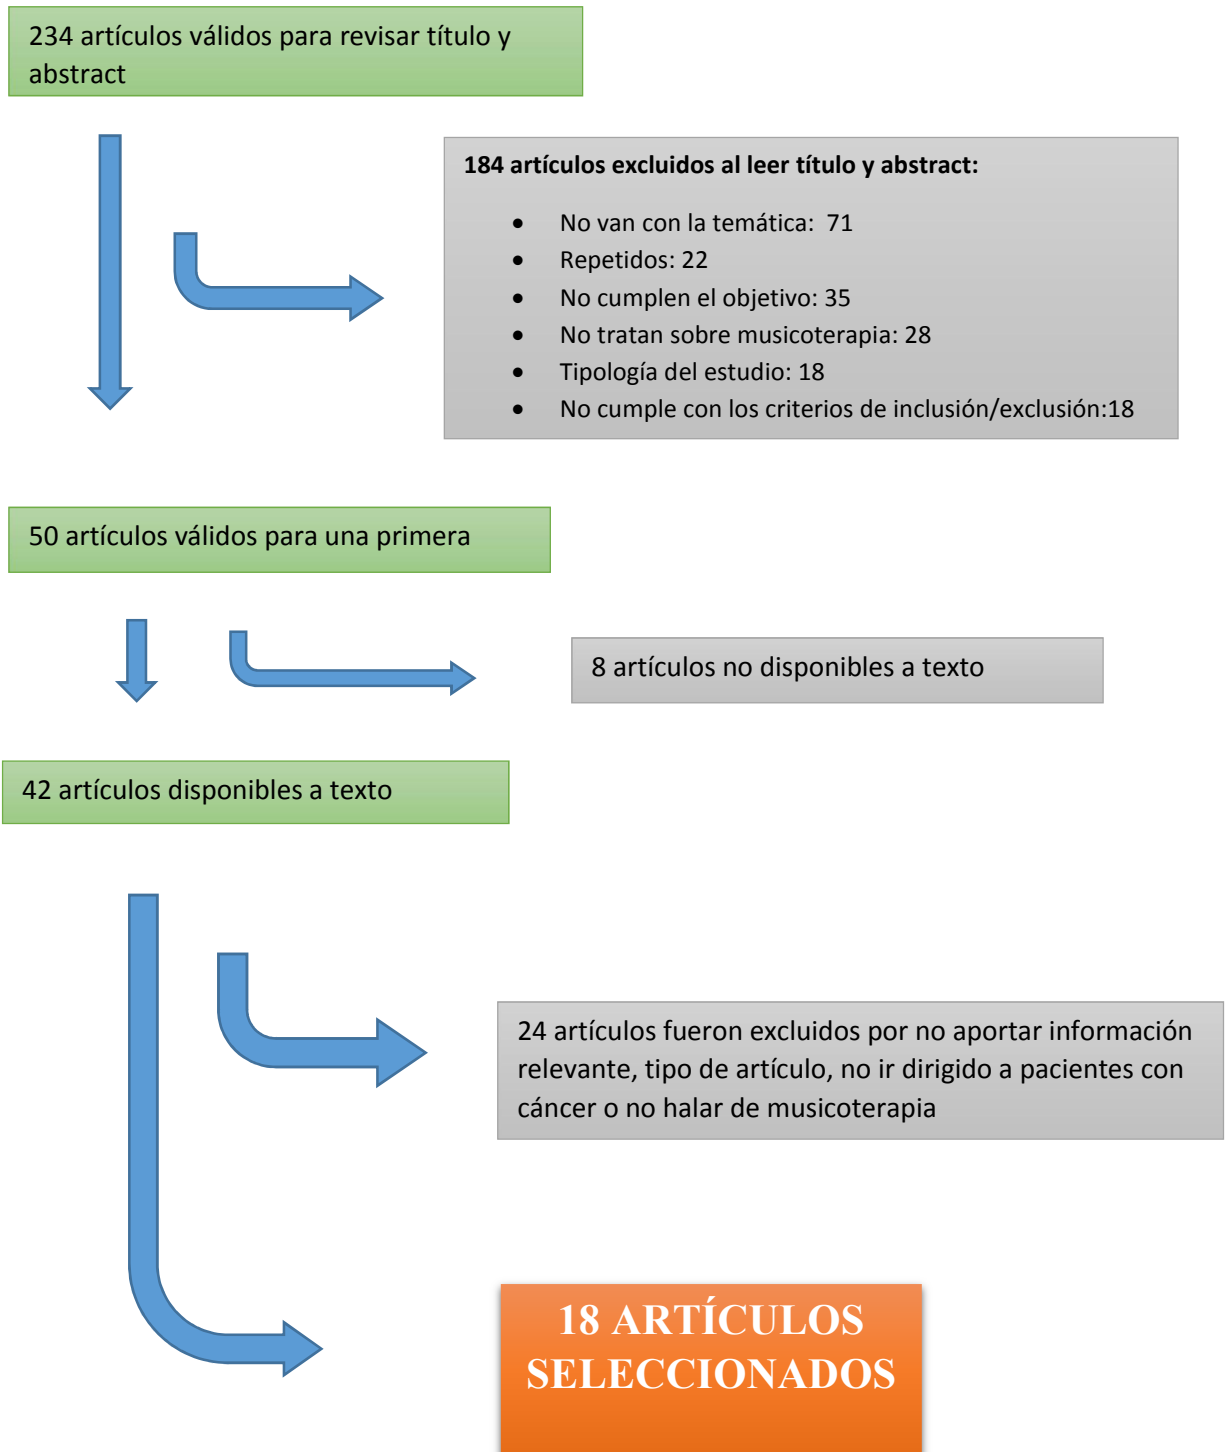 234 artículos válidos para revisar título y
abstract
184 artículos excluidos al leer título y abstract:
• No van con la temática: 71
• Repetidos: 22
• No cumplen el objetivo: 35
• No tratan sobre musicoterapia: 28
• Tipología del estudio: 18
• No cumple con los criterios de inclusión/exclusión:18
50 artículos válidos para una primera
8 artículos no disponibles a texto
42 artículos disponibles a texto
24 artículos fueron excluidos por no aportar información
relevante, tipo de artículo, no ir dirigido a pacientes con
cáncer o no halar de musicoterapia
18 ARTÍCULOS
SELECCIONADOS